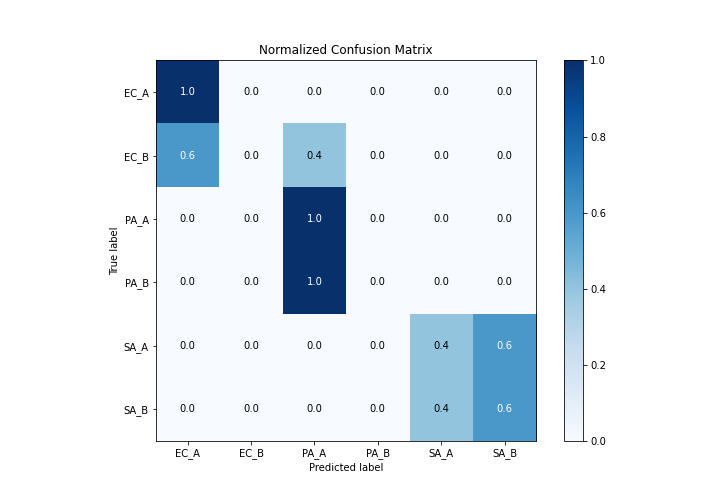 Normalized Confusion Matrix
EC_A 1.0 0.0 0.0 0.0 0.0 0.0
EC_B 0.6 0.0 0.4 0.0 0.0 0.0
PA_A 0.0 0.0 1.0 0.0 0.0 0.0
PA_B 0.0 0.0 1.0 0.0 0.0 0.0
SA_A 0.0 0.0 0.0 0.0 0.4 0.6
SA_B 0.0 0.0 0.0 0.0 0.4 0.6
EC_A EC_B PA_A PA_B SA_A SA_B
True label
Predicted label
1.0
0.8
0.6
0.4
0.2
0.0